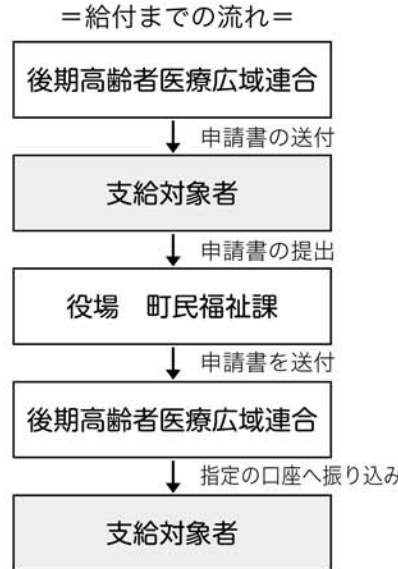 =給付までの流れ=
後期高齢者医療広域連合
申請書の送付
支給対象者
申請書の提出
役場　町民福祉課
申請書を送付
後期高齢者医療広域連合
指定の口座へ振り込み
支給対象者